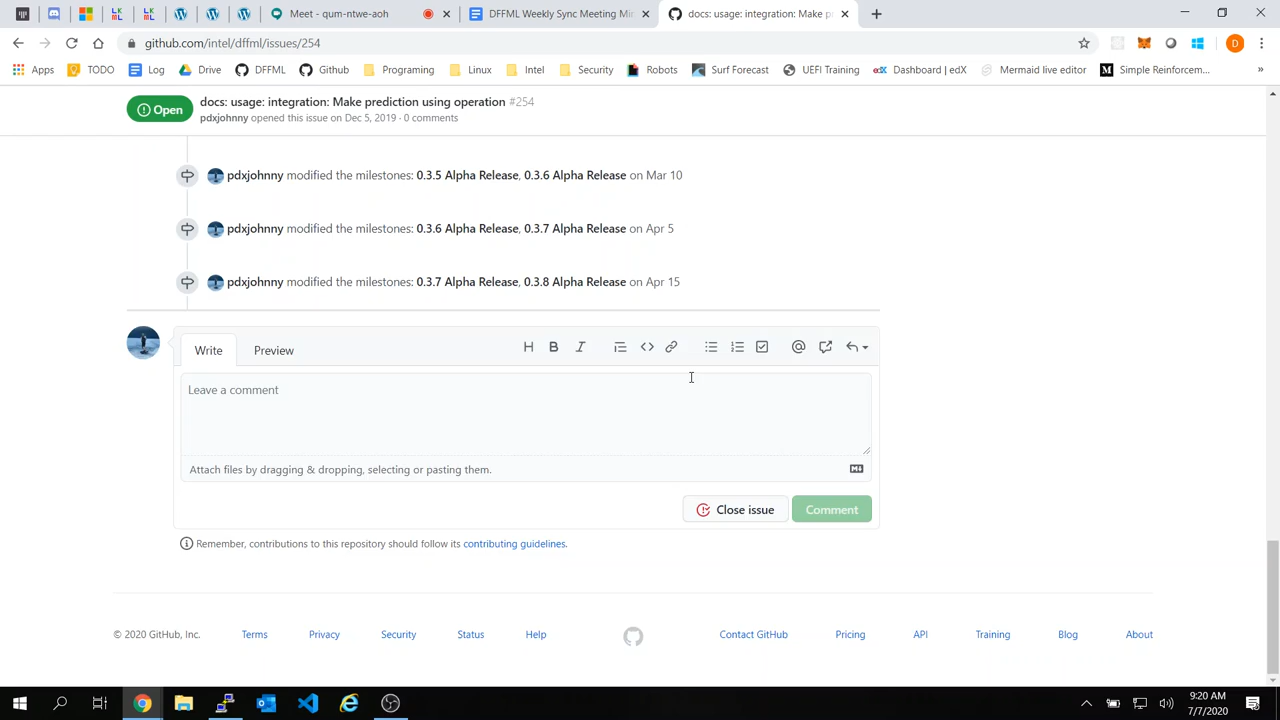 Meet - qum-ntwe-aoh
DFFML Weekly Sync Meeting Mi
docs: usage: integration: Make pr
github.com/intel/dffml/issues/254
D
Apps
TODO
Log
Drive
DFFML
Github
Programing
Linux
Intel
Security
Robots
Surf Forecast
UEFI Training
edX Dashboard | edX
Mermaid live editor
Simple Reinforcem...
»
Open
docs: usage: integration: Make prediction using operation #254
pdxjohnny opened this issue on Dec 5, 2019 · 0 comments
pdxjohnny modified the milestones: 0.3.5 Alpha Release, 0.3.6 Alpha Release on Mar 10
pdxjohnny modified the milestones: 0.3.6 Alpha Release, 0.3.7 Alpha Release on Apr 5
pdxjohnny modified the milestones: 0.3.7 Alpha Release, 0.3.8 Alpha Release on Apr 15
Write
Preview
Leave a comment
Attach files by dragging & dropping, selecting or pasting them.
Close issue
Comment
Remember, contributions to this repository should follow its contributing guidelines.
© 2020 GitHub, Inc.
Terms
Privacy
Security
Status
Help
Contact GitHub
Pricing
API
Training
Blog
About
9:20 AM
7/7/2020